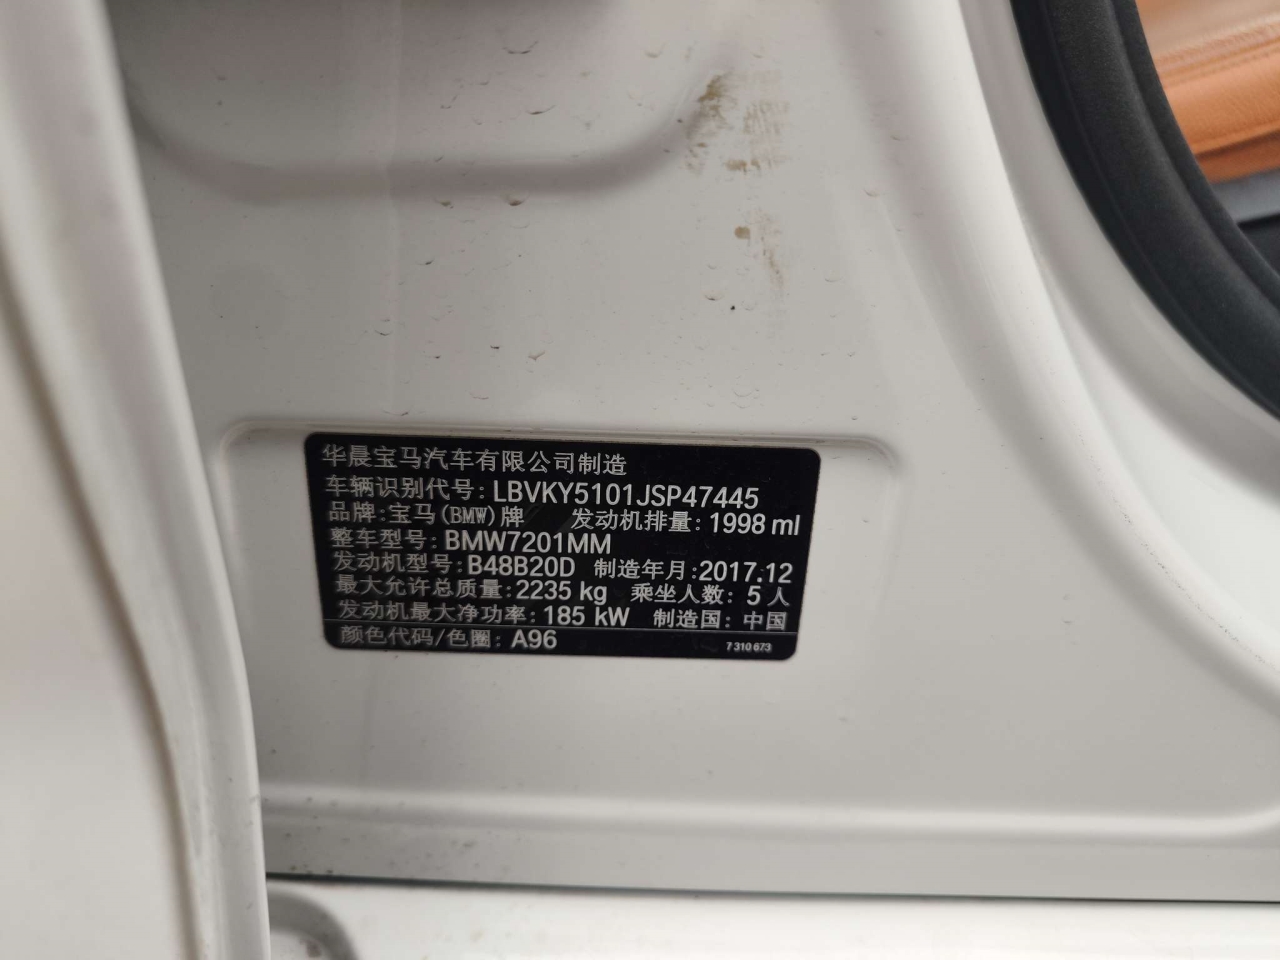 华晨宝马汽车有限公司制造
车辆识别代号: LBVKY5101JSP47445
品牌:宝马(BMW)牌 发动机排量: 1998 ml
整车型号: BMW7201MM
发动机型号: B48B20D 制造年月:2017.12
最大允许总质量: 2235 kg 乘坐人数: 5 人
发动机最大净功率: 185 kW 制造国: 中国
颜色代码/色圈: A96 7 310 673